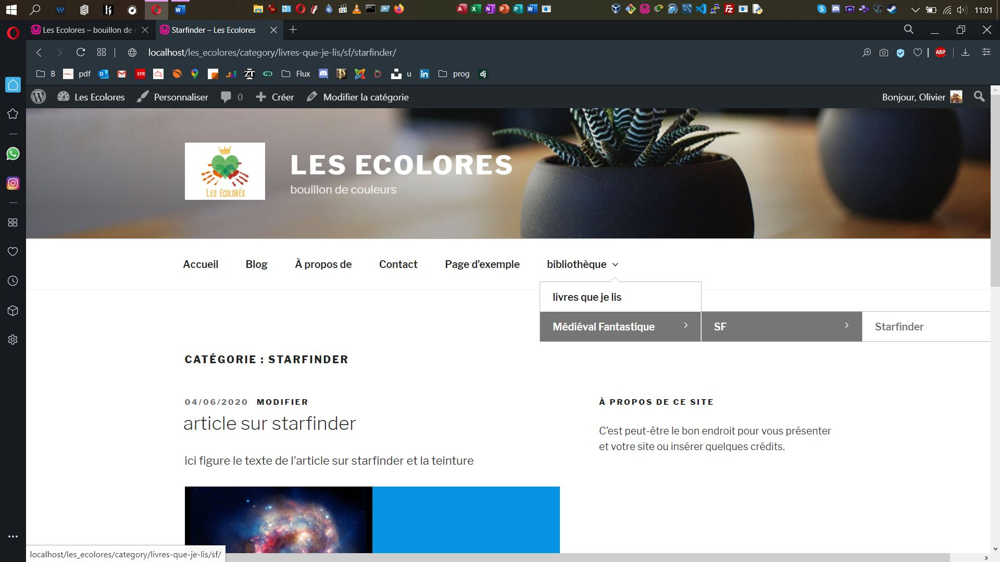 11:01
Les Ecolores – bouillon de c
Starfinder – Les Ecolores
localhost/les_ecolores/category/livres-que-je-lis/sf/starfinder/
ABP
B
pdf
SFR
ZT
Flux
u
prog
dj
Les Ecolores
Personnaliser
0
Créer
Modifier la catégorie
Bonjour, Olivier
LES ECOLORES
bouillon de couleurs
LES ÉCOLORÉS
Accueil
Blog
À propos de
Contact
Page d’exemple
bibliothèque
livres que je lis
Médiéval Fantastique
SF
Starfinder
CATÉGORIE : STARFINDER
04/06/2020 MODIFIER
article sur starfinder
ici figure le texte de l’article sur starfinder et la teinture
À PROPOS DE CE SITE
C’est peut-être le bon endroit pour vous présenter
et votre site ou insérer quelques crédits.
localhost/les_ecolores/category/livres-que-je-lis/sf/